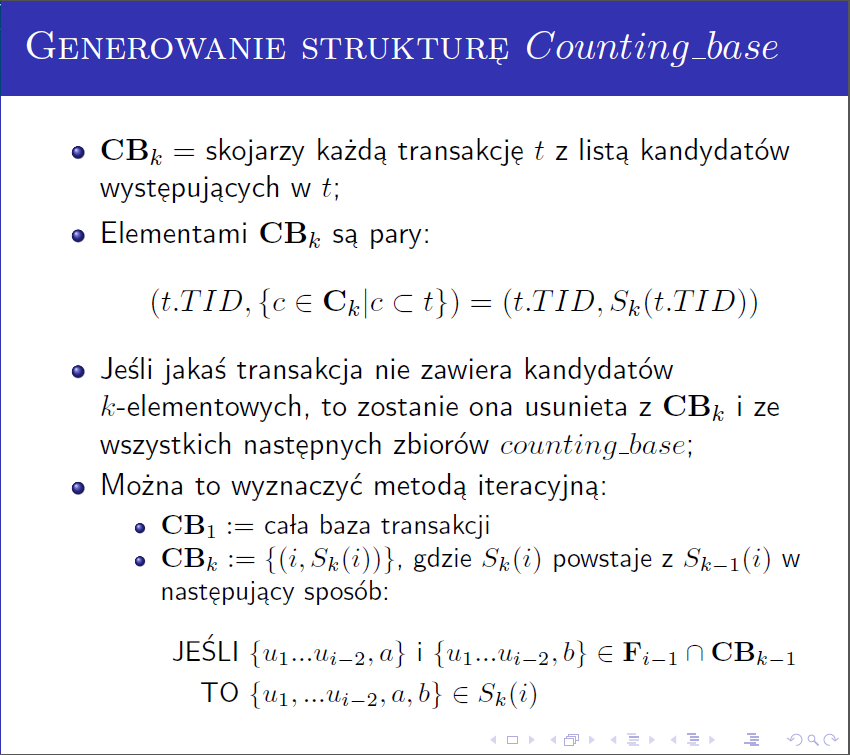 GENEROWANIE STRUKTURĘ Counting_base
CB_k = skojarzy każdą transakcję t z listą kandydatów
występujących w t;
Elementami CB_k są pary:
(t.TID, {c ∈ C_k|c ⊂ t}) = (t.TID, S_k(t.TID))
Jeśli jakaś transakcja nie zawiera kandydatów
k-elementowych, to zostanie ona usunieta z CB_k i ze
wszystkich następnych zbiorów counting_base;
Można to wyznaczyć metodą iteracyjną:
CB_1 := cała baza transakcji
CB_k := {(i, S_k(i))}, gdzie S_k(i) powstaje z S_{k−1}(i) w
następujący sposób:
JEŚLI {u_1...u_{i−2}, a} i {u_1...u_{i−2}, b} ∈ F_{i−1} ∩ CB_{k−1}
TO {u_1, ...u_{i−2}, a, b} ∈ S_k(i)